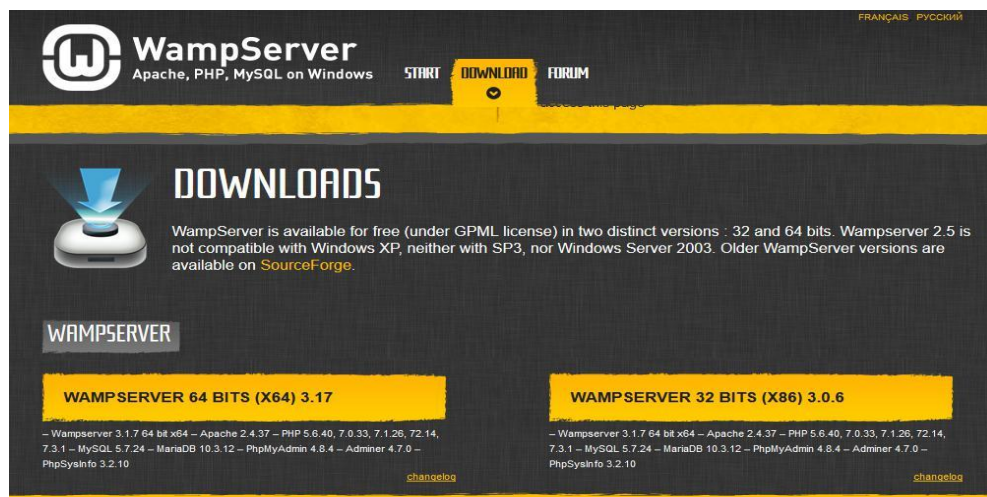 FRANÇAIS РУССКИЙ
WampServer
Apache, PHP, MySQL on Windows
START DOWNLOAD FORUM
access this page
DOWNLOADS
WampServer is available for free (under GPML license) in two distinct versions : 32 and 64 bits. Wampserver 2.5 is
not compatible with Windows XP, neither with SP3, nor Windows Server 2003. Older WampServer versions are
available on SourceForge.
WAMPSERVER
WAMPSERVER 64 BITS (X64) 3.17
– Wampserver 3.1.7 64 bit x64 – Apache 2.4.37 – PHP 5.6.40, 7.0.33, 7.1.26, 72.14,
7.3.1 – MySQL 5.7.24 – MariaDB 10.3.12 – PhpMyAdmin 4.8.4 – Adminer 4.7.0 –
PhpSysInfo 3.2.10
changelog
WAMPSERVER 32 BITS (X86) 3.0.6
– Wampserver 3.1.7 64 bit x64 – Apache 2.4.37 – PHP 5.6.40, 7.0.33, 7.1.26, 72.14,
7.3.1 – MySQL 5.7.24 – MariaDB 10.3.12 – PhpMyAdmin 4.8.4 – Adminer 4.7.0 –
PhpSysInfo 3.2.10
changelog